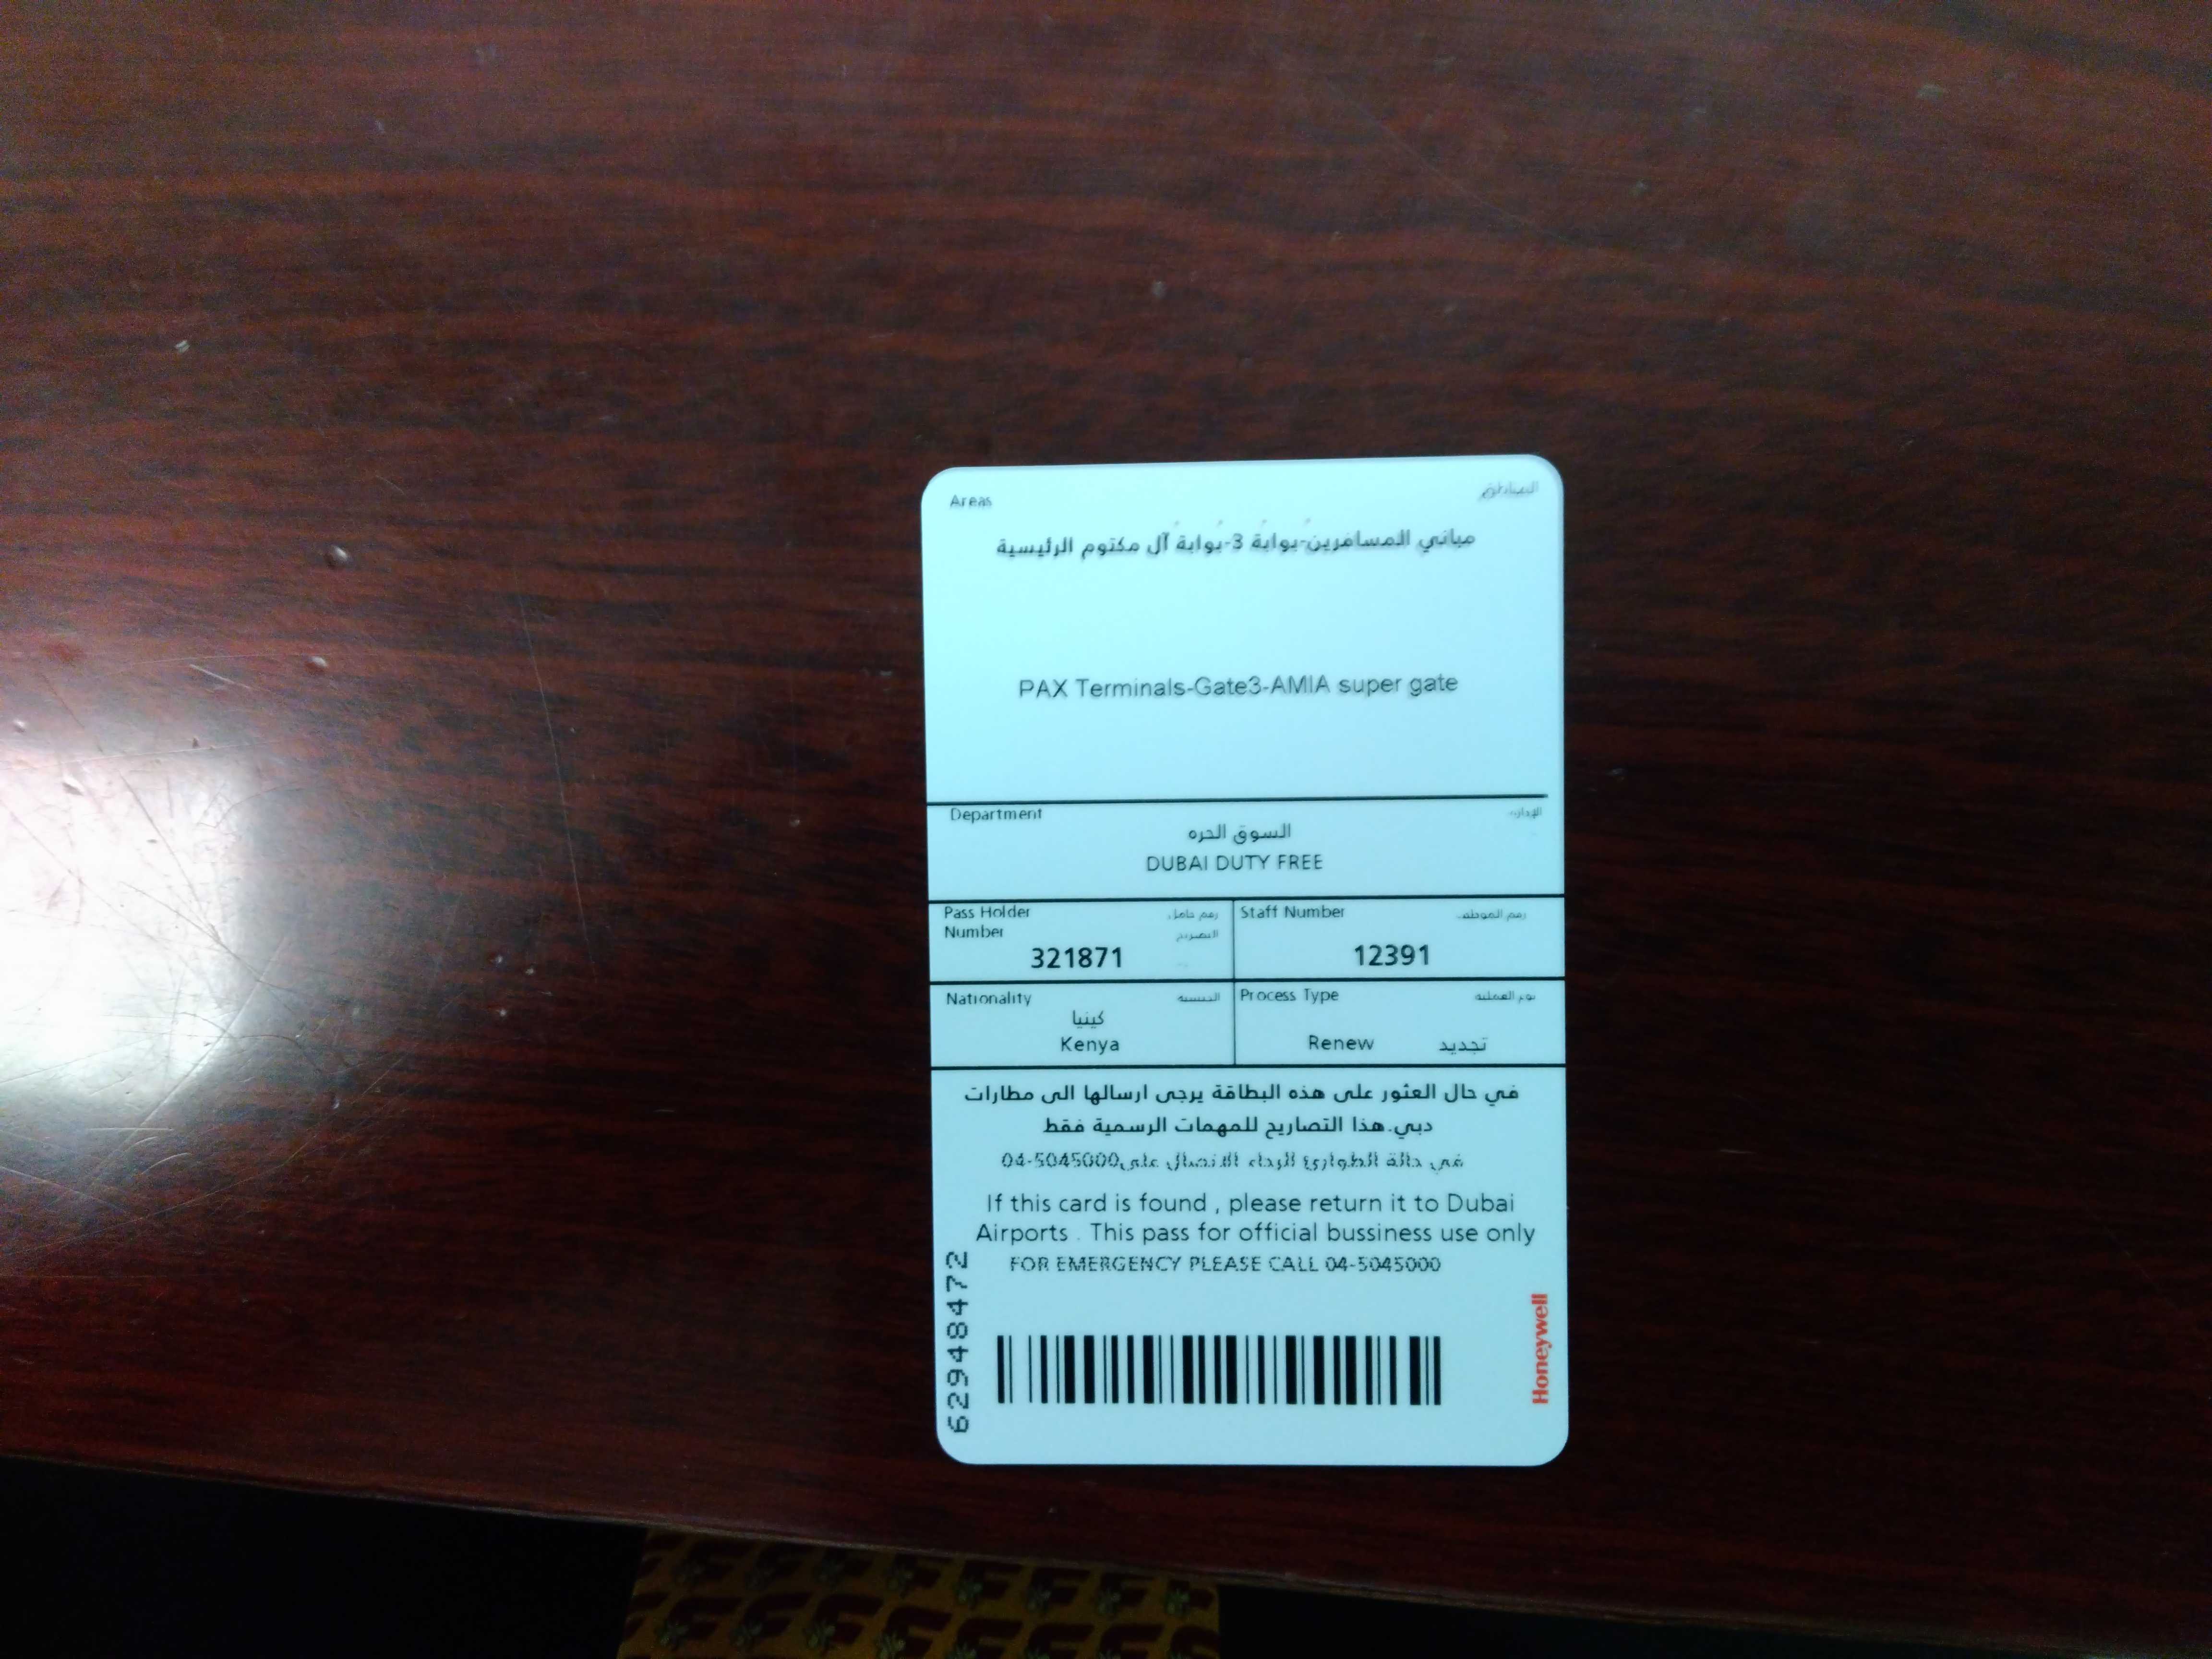 Areas المناطق
مباني المسافرين-بوابة 3-بوابة آل مكتوم الرئيسية
PAX Terminals-Gate3-AMIA super gate
Department الإدارة
السوق الحره
DUBAI DUTY FREE
Pass Holder رقم حامل
Number التصريح
321871
Staff Number رقم الموظف
12391
Nationality الجنسية
كينيا
Kenya
Process Type نوع العملية
Renew تجديد
في حال العثور على هذه البطاقة يرجى ارسالها الى مطارات
دبي.هذا التصاريح للمهمات الرسمية فقط
في حالة الطوارئ الرجاء الاتصال على04-5045000
If this card is found , please return it to Dubai
Airports . This pass for official bussiness use only
FOR EMERGENCY PLEASE CALL 04-5045000
62948472
Honeywell